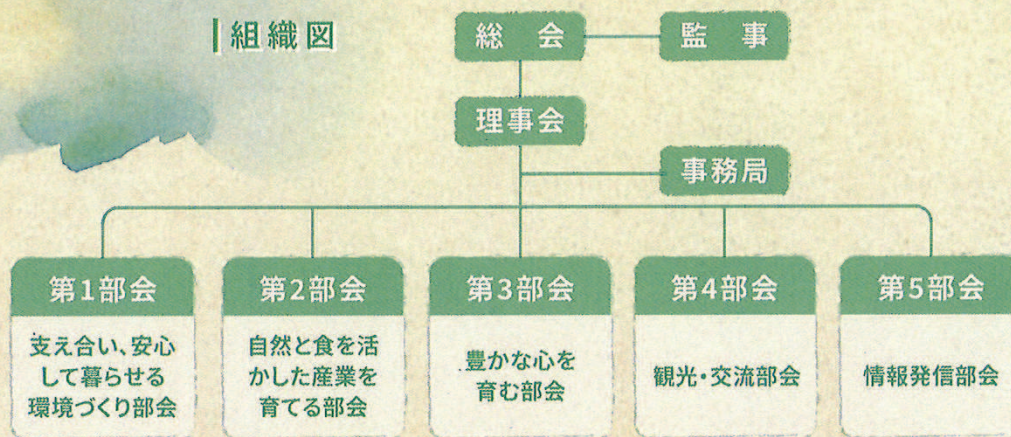 組織図
総 会
監 事
理事会
事務局
第1部会
支え合い、安心
して暮らせる
環境づくり部会
第2部会
自然と食を活
かした産業を
育てる部会
第3部会
豊かな心を
育む部会
第4部会
観光・交流部会
第5部会
情報発信部会